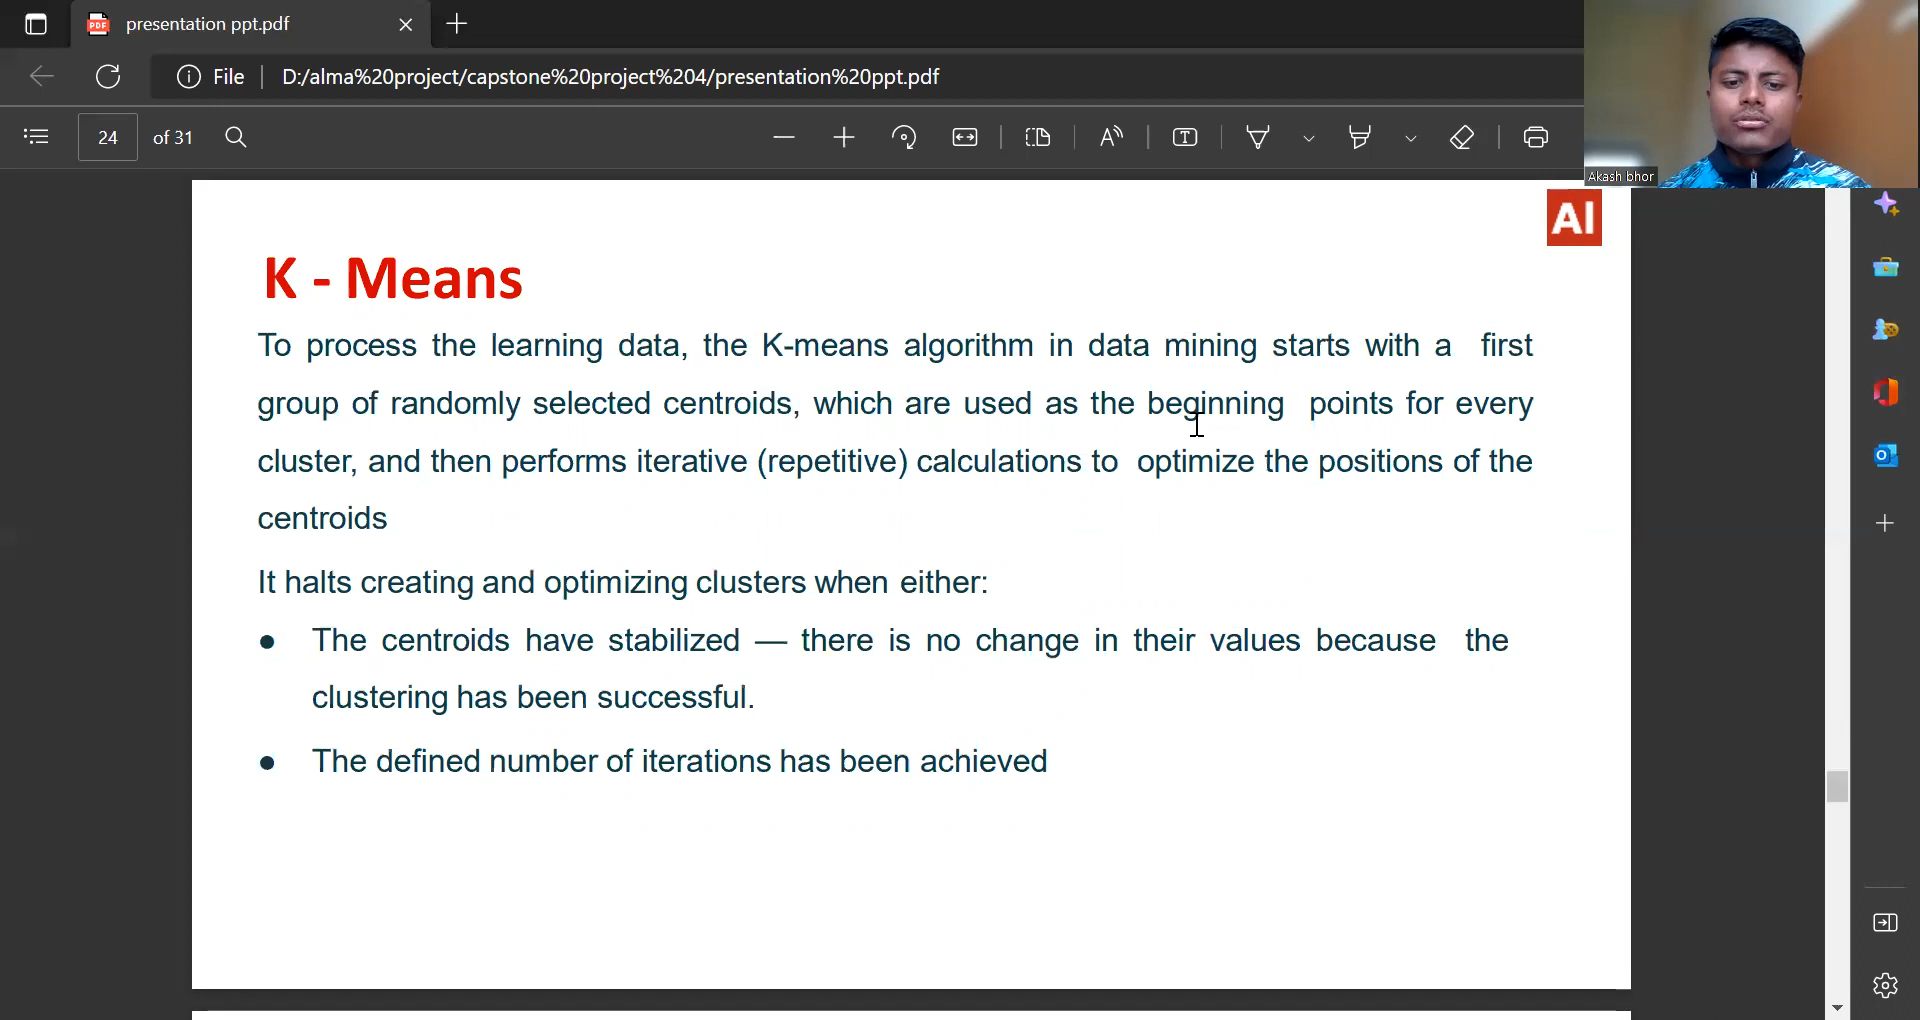 presentation ppt.pdf
File
D:/alma%20project/capstone%20project%204/presentation%20ppt.pdf
24 of 31
Akash bhor
AI
K - Means
To process the learning data, the K-means algorithm in data mining starts with a first
group of randomly selected centroids, which are used as the beginning points for every
cluster, and then performs iterative (repetitive) calculations to optimize the positions of the
centroids
It halts creating and optimizing clusters when either:
● The centroids have stabilized — there is no change in their values because the
clustering has been successful.
● The defined number of iterations has been achieved